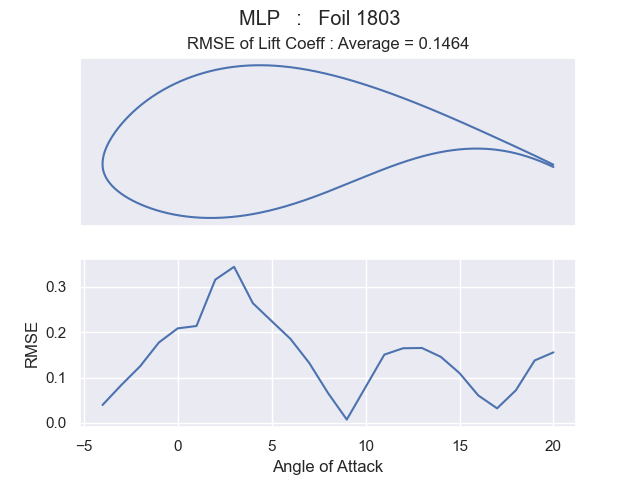 MLP   :   Foil 1803
RMSE of Lift Coeff : Average = 0.1464
0.3
0.2
0.1
0.0
RMSE
−5 0 5 10 15 20
Angle of Attack